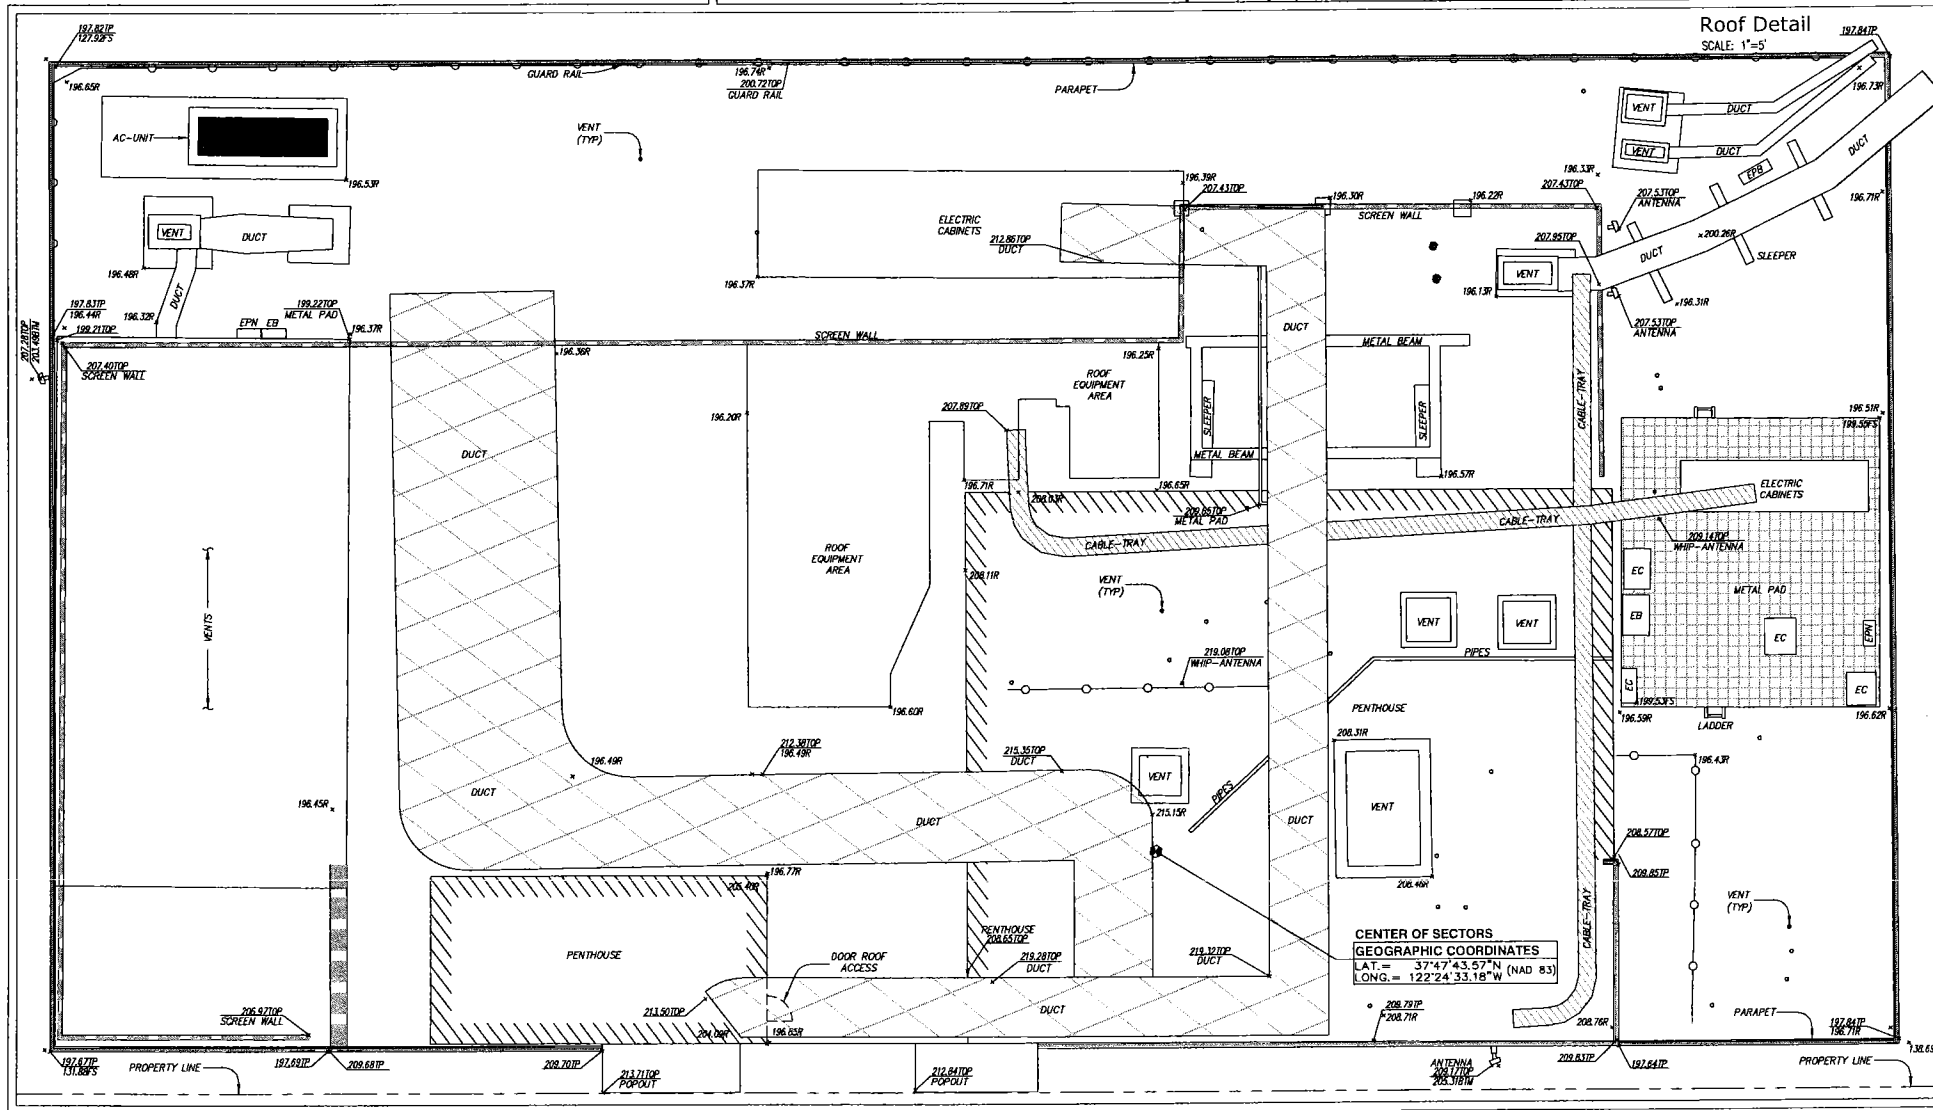 Roof Detail
SCALE: 1"=5'
197.82TP
127.92FS
197.84TP
GUARD RAIL
196.74R
200.72TOP
GUARD RAIL
PARAPET
196.65R
196.73R
VENT
DUCT
AC-UNIT
VENT
(TYP)
VENT
DUCT
DUCT
EPB
196.53R
196.39R
207.43TOP
196.30R
196.22R
196.33R
207.43TOP
207.53TOP
ANTENNA
196.71R
SCREEN WALL
ELECTRIC
CABINETS
212.86TOP
DUCT
VENT
DUCT
207.95TOP
200.26R
DUCT
SLEEPER
196.48R
196.37R
VENT
196.13R
196.31R
DUCT
197.83TP
196.44R
199.21TOP
196.32R
EPN
EB
199.22TOP
METAL PAD
196.37R
207.53TOP
ANTENNA
DUCT
207.28TOP
203.49BTM
SCREEN WALL
METAL BEAM
207.40TOP
SCREEN WALL
196.36R
196.25R
ROOF
EQUIPMENT
AREA
CABLE-TRAY
196.20R
207.89TOP
SLEEPER
SLEEPER
196.51R
199.55FS
DUCT
METAL BEAM
196.57R
196.71R
196.65R
208.03R
209.65TOP
METAL PAD
ELECTRIC
CABINETS
CABLE-TRAY
CABLE-TRAY
209.14TOP
WHIP-ANTENNA
ROOF
EQUIPMENT
AREA
208.11R
VENT
(TYP)
EC
METAL PAD
VENTS
EB
VENT
VENT
EC
EPN
219.08TOP
WHIP-ANTENNA
PIPES
EC
EC
199.53FS
196.60R
PENTHOUSE
196.59R
LADDER
196.62R
208.31R
212.38TOP
196.49R
215.35TOP
DUCT
196.49R
196.43R
VENT
DUCT
PIPES
196.45R
215.15R
VENT
DUCT
DUCT
208.57TOP
209.85TP
196.77R
205.40R
208.46R
VENT
(TYP)
PENTHOUSE
208.65TOP
CENTER OF SECTORS
GEOGRAPHIC COORDINATES
LAT.= 37°47'43.57"N (NAD 83)
LONG.= 122°24'33.18"W
CABLE-TRAY
PENTHOUSE
DOOR ROOF
ACCESS
219.28TOP
DUCT
219.32TOP
DUCT
206.97TOP
SCREEN WALL
213.50TOP
DUCT
209.79TP
208.71R
208.76R
PARAPET
197.84TP
196.71R
204.09R
196.65R
138.69
197.67TP
131.88FS
PROPERTY LINE
197.69TP
209.68TP
209.70TP
213.71TOP
POPOUT
212.84TOP
POPOUT
ANTENNA
209.17TOP
205.31BTM
209.83TP
197.64TP
PROPERTY LINE